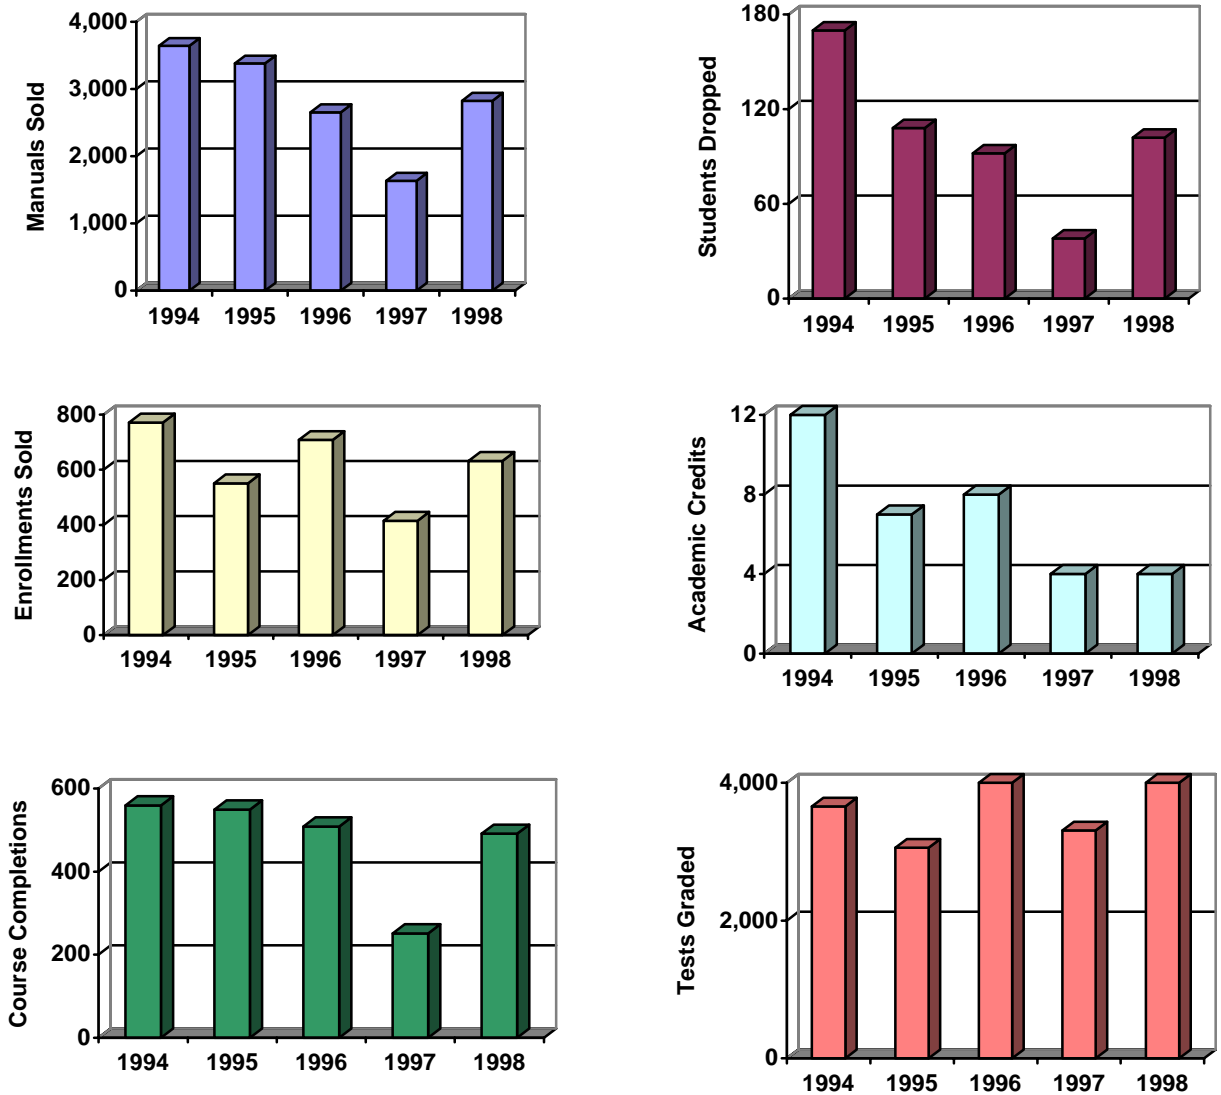 Manuals Sold
4,000
3,000
2,000
1,000
0
1994 1995 1996 1997 1998
Students Dropped
180
120
60
0
1994 1995 1996 1997 1998
Enrollments Sold
800
600
400
200
0
1994 1995 1996 1997 1998
Academic Credits
12
8
4
0
1994 1995 1996 1997 1998
Course Completions
600
400
200
0
1994 1995 1996 1997 1998
Tests Graded
4,000
2,000
0
1994 1995 1996 1997 1998